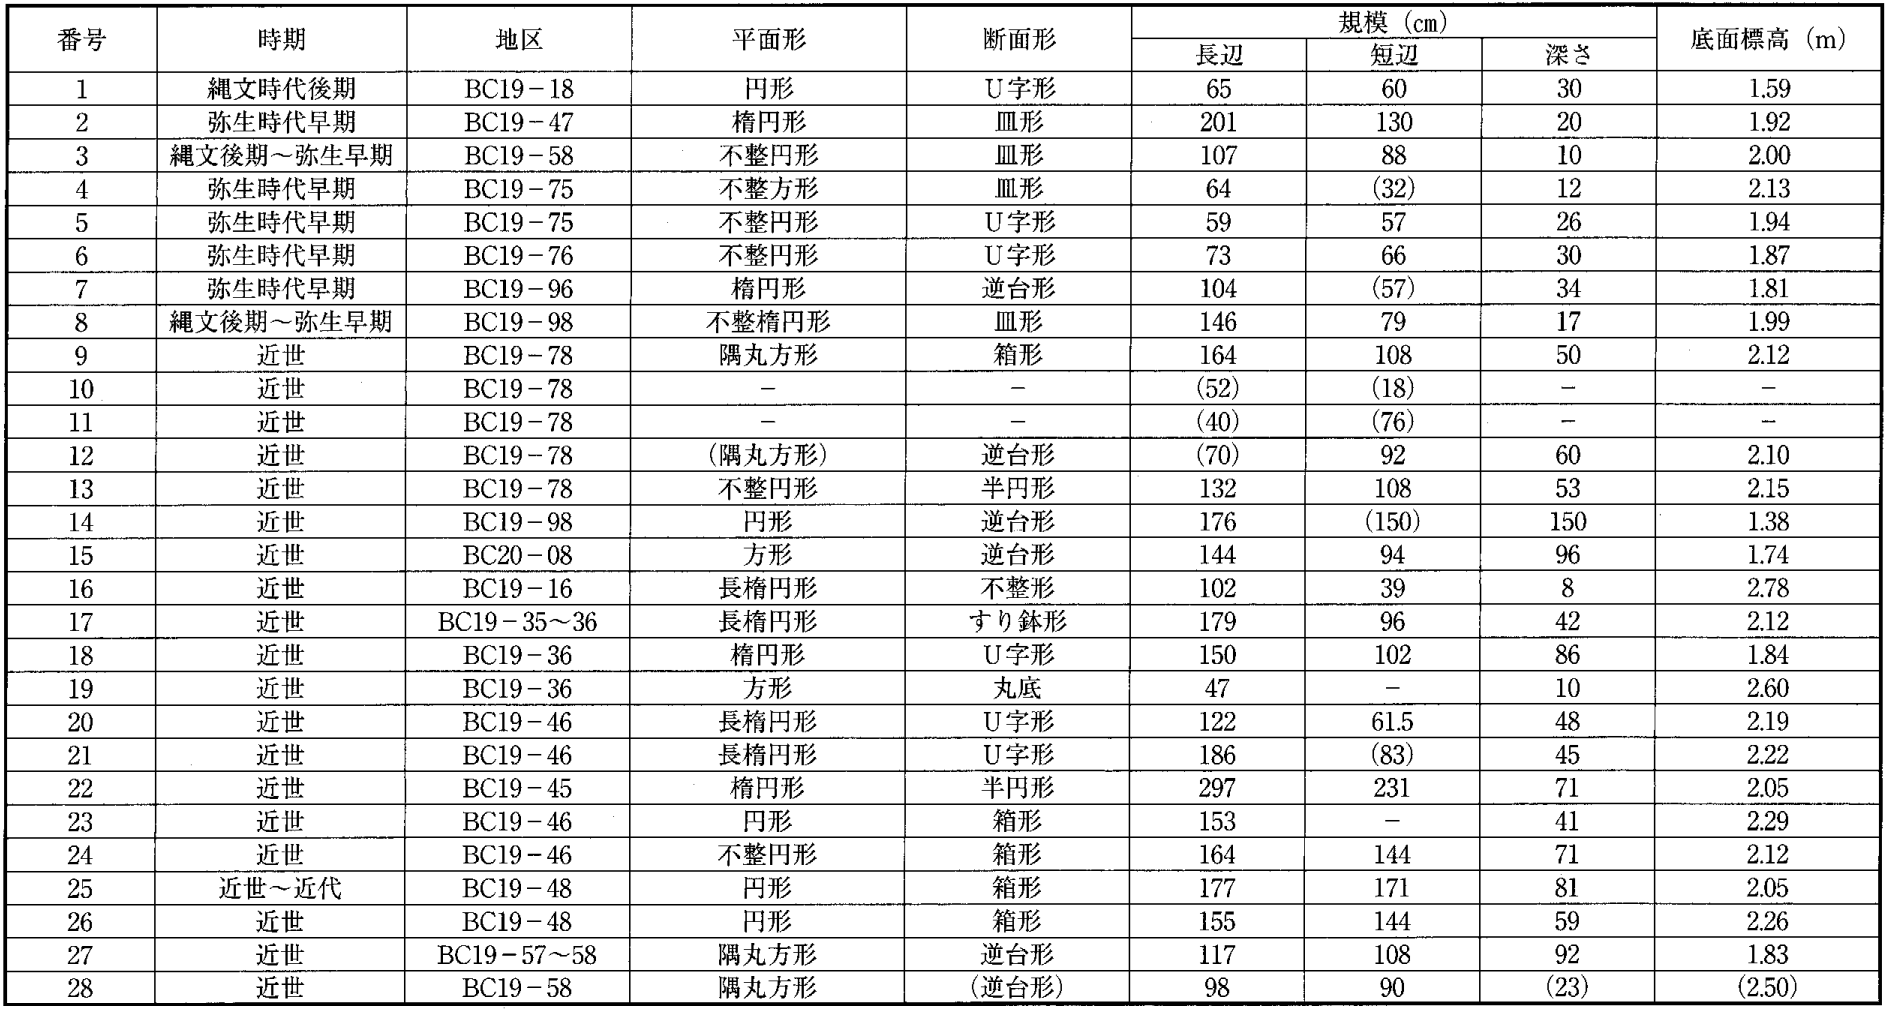 番号 時期 地区 平面形 断面形 規模（㎝） 底面標高（m）
長辺 短辺 深さ
1 縄文時代後期 BC19－18 円形 U字形 65 60 30 1.59
2 弥生時代早期 BC19－47 楕円形 皿形 201 130 20 1.92
3 縄文後期～弥生早期 BC19－58 不整円形 皿形 107 88 10 2.00
4 弥生時代早期 BC19－75 不整方形 皿形 64 (32) 12 2.13
5 弥生時代早期 BC19－75 不整円形 U字形 59 57 26 1.94
6 弥生時代早期 BC19－76 不整円形 U字形 73 66 30 1.87
7 弥生時代早期 BC19－96 楕円形 逆台形 104 (57) 34 1.81
8 縄文後期～弥生早期 BC19－98 不整楕円形 皿形 146 79 17 1.99
9 近世 BC19－78 隅丸方形 箱形 164 108 50 2.12
10 近世 BC19－78 － － (52) (18) － －
11 近世 BC19－78 － － (40) (76) － －
12 近世 BC19－78 (隅丸方形) 逆台形 (70) 92 60 2.10
13 近世 BC19－78 不整円形 半円形 132 108 53 2.15
14 近世 BC19－98 円形 逆台形 176 (150) 150 1.38
15 近世 BC20－08 方形 逆台形 144 94 96 1.74
16 近世 BC19－16 長楕円形 不整形 102 39 8 2.78
17 近世 BC19－35～36 長楕円形 すり鉢形 179 96 42 2.12
18 近世 BC19－36 楕円形 U字形 150 102 86 1.84
19 近世 BC19－36 方形 丸底 47 － 10 2.60
20 近世 BC19－46 長楕円形 U字形 122 61.5 48 2.19
21 近世 BC19－46 長楕円形 U字形 186 (83) 45 2.22
22 近世 BC19－45 楕円形 半円形 297 231 71 2.05
23 近世 BC19－46 円形 箱形 153 － 41 2.29
24 近世 BC19－46 不整円形 箱形 164 144 71 2.12
25 近世～近代 BC19－48 円形 箱形 177 171 81 2.05
26 近世 BC19－48 円形 箱形 155 144 59 2.26
27 近世 BC19－57～58 隅丸方形 逆台形 117 108 92 1.83
28 近世 BC19－58 隅丸方形 (逆台形) 98 90 (23) (2.50)